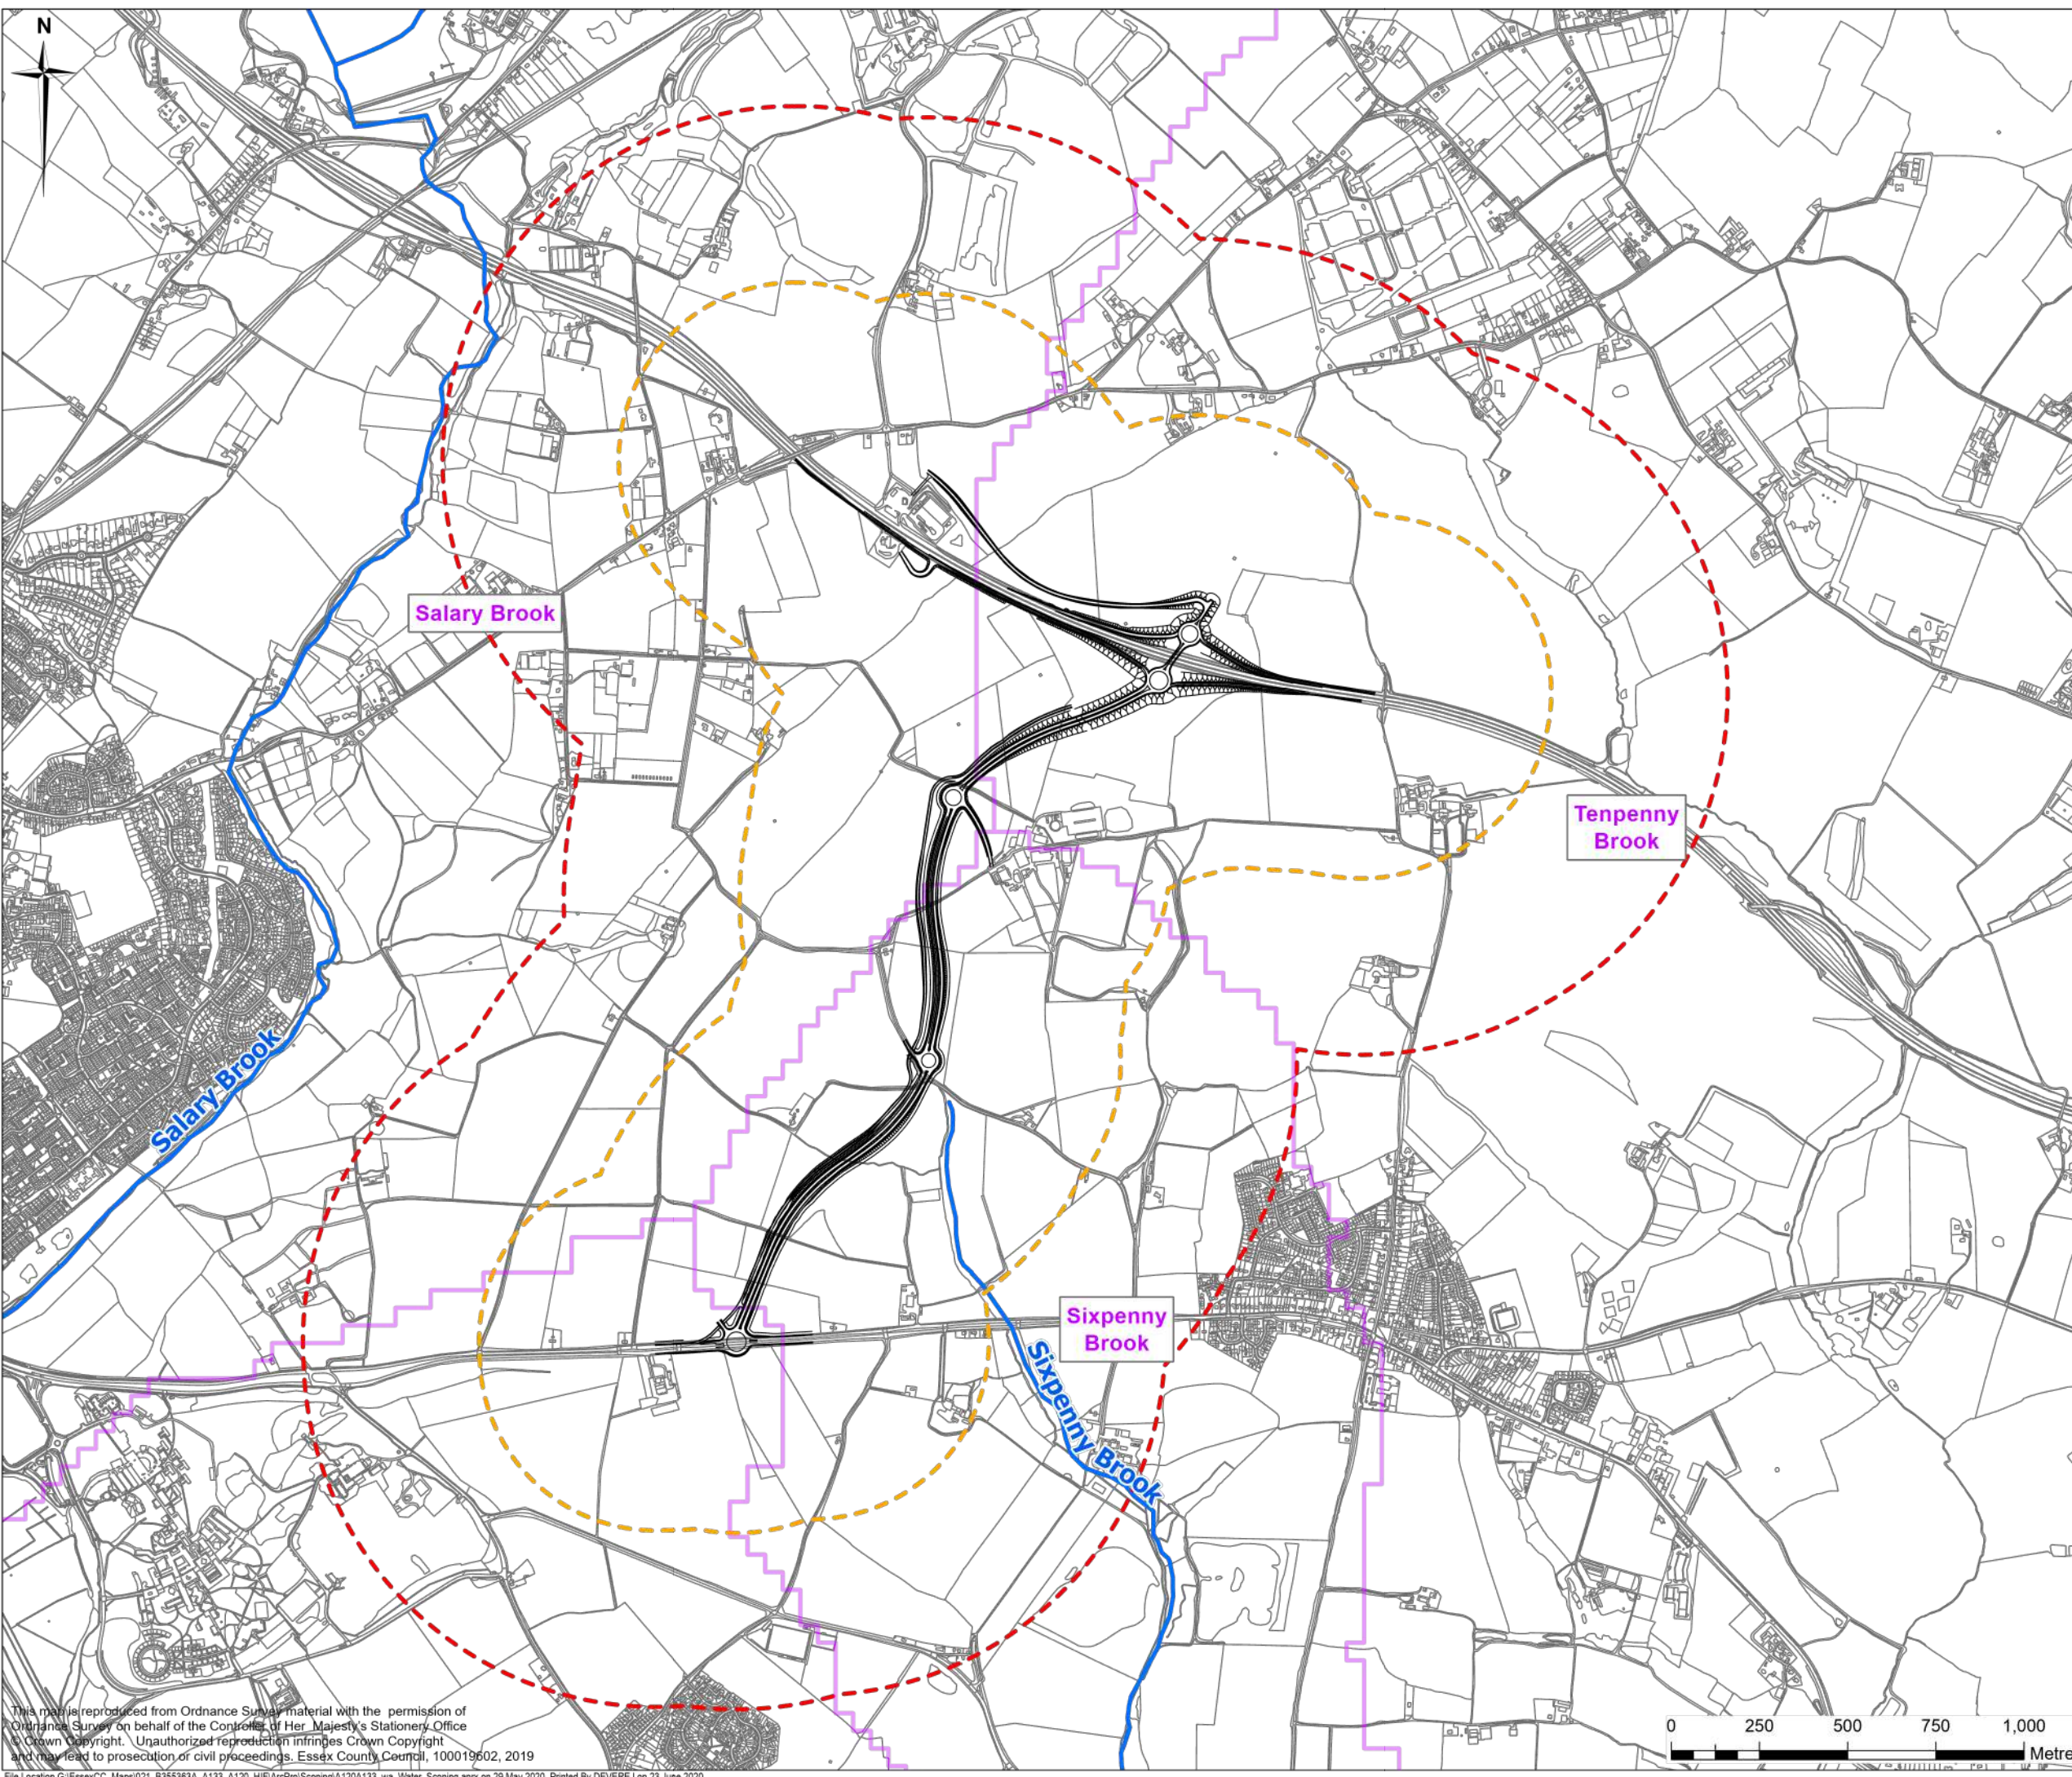 N
Salary Brook
Tenpenny
Brook
Salary Brook
Sixpenny
Brook
Sixpenny Brook
0 250 500 750 1,000
Metre
This map is reproduced from Ordnance Survey material with the permission of
Ordnance Survey on behalf of the Controller of Her Majesty's Stationery Office
© Crown Copyright. Unauthorized reproduction infringes Crown Copyright
and may lead to prosecution or civil proceedings. Essex County Council, 100019602, 2019